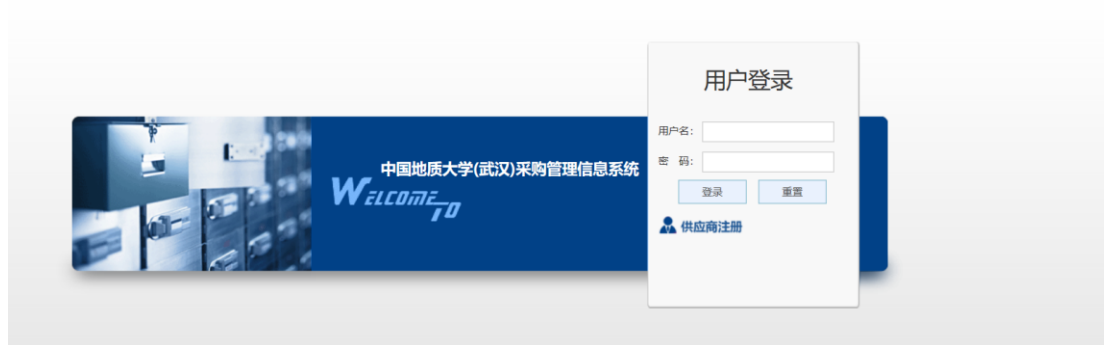 用户登录
用户名：
密 码：
登录 重置
供应商注册
中国地质大学(武汉)采购管理信息系统
WELCOME TO